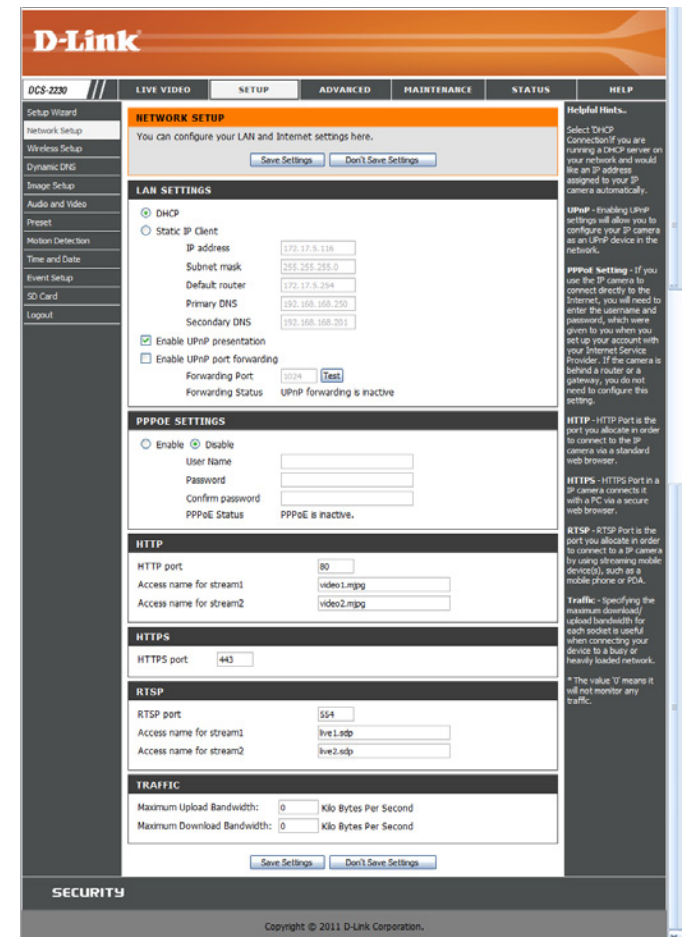 D-Link
DCS-2230
LIVE VIDEO
SETUP
ADVANCED
MAINTENANCE
STATUS
HELP
Setup Wizard
Network Setup
Wireless Setup
Dynamic DNS
Image Setup
Audio and Video
Preset
Motion Detection
Time and Date
Event Setup
SD Card
Logout
NETWORK SETUP
You can configure your LAN and Internet settings here.
Save Settings Don't Save Settings
LAN SETTINGS
DHCP
Static IP Client
IP address 172.17.5.116
Subnet mask 255.255.255.0
Default router 172.17.5.254
Primary DNS 192.168.168.250
Secondary DNS 192.168.168.201
Enable UPnP presentation
Enable UPnP port forwarding
Forwarding Port 1024 Test
Forwarding Status UPnP forwarding is inactive
PPPOE SETTINGS
Enable Disable
User Name
Password
Confirm password
PPPoE Status PPPoE is inactive.
HTTP
HTTP port 80
Access name for stream1 video1.mjpg
Access name for stream2 video2.mjpg
HTTPS
HTTPS port 443
RTSP
RTSP port 554
Access name for stream1 live1.sdp
Access name for stream2 live2.sdp
TRAFFIC
Maximum Upload Bandwidth: 0 Kilo Bytes Per Second
Maximum Download Bandwidth: 0 Kilo Bytes Per Second
Save Settings Don't Save Settings
Helpful Hints..
Select 'DHCP
Connection'if you are
running a DHCP server on
your network and would
like an IP address
assigned to your IP
camera automatically.
UPnP - Enabling UPnP
settings will allow you to
configure your IP camera
as an UPnP device in the
network.
PPPoE Setting - If you
use the IP camera to
connect directly to the
Internet, you will need to
enter the username and
password, which were
given to you when you
set up your account with
your Internet Service
Provider. If the camera is
behind a router or a
gateway, you do not
need to configure this
setting.
HTTP - HTTP Port is the
port you allocate in order
to connect to the IP
camera via a standard
web browser.
HTTPS - HTTPS Port in a
IP camera connects it
with a PC via a secure
web browser.
RTSP - RTSP Port is the
port you allocate in order
to connect to a IP camera
by using streaming mobile
device(s), such as a
mobile phone or PDA.
Traffic - Specifying the
maximum download/
upload bandwidth for
each socket is useful
when connecting your
device to a busy or
heavily loaded network.
* The value '0' means it
will not monitor any
traffic.
SECURITY
Copyright © 2011 D-Link Corporation.